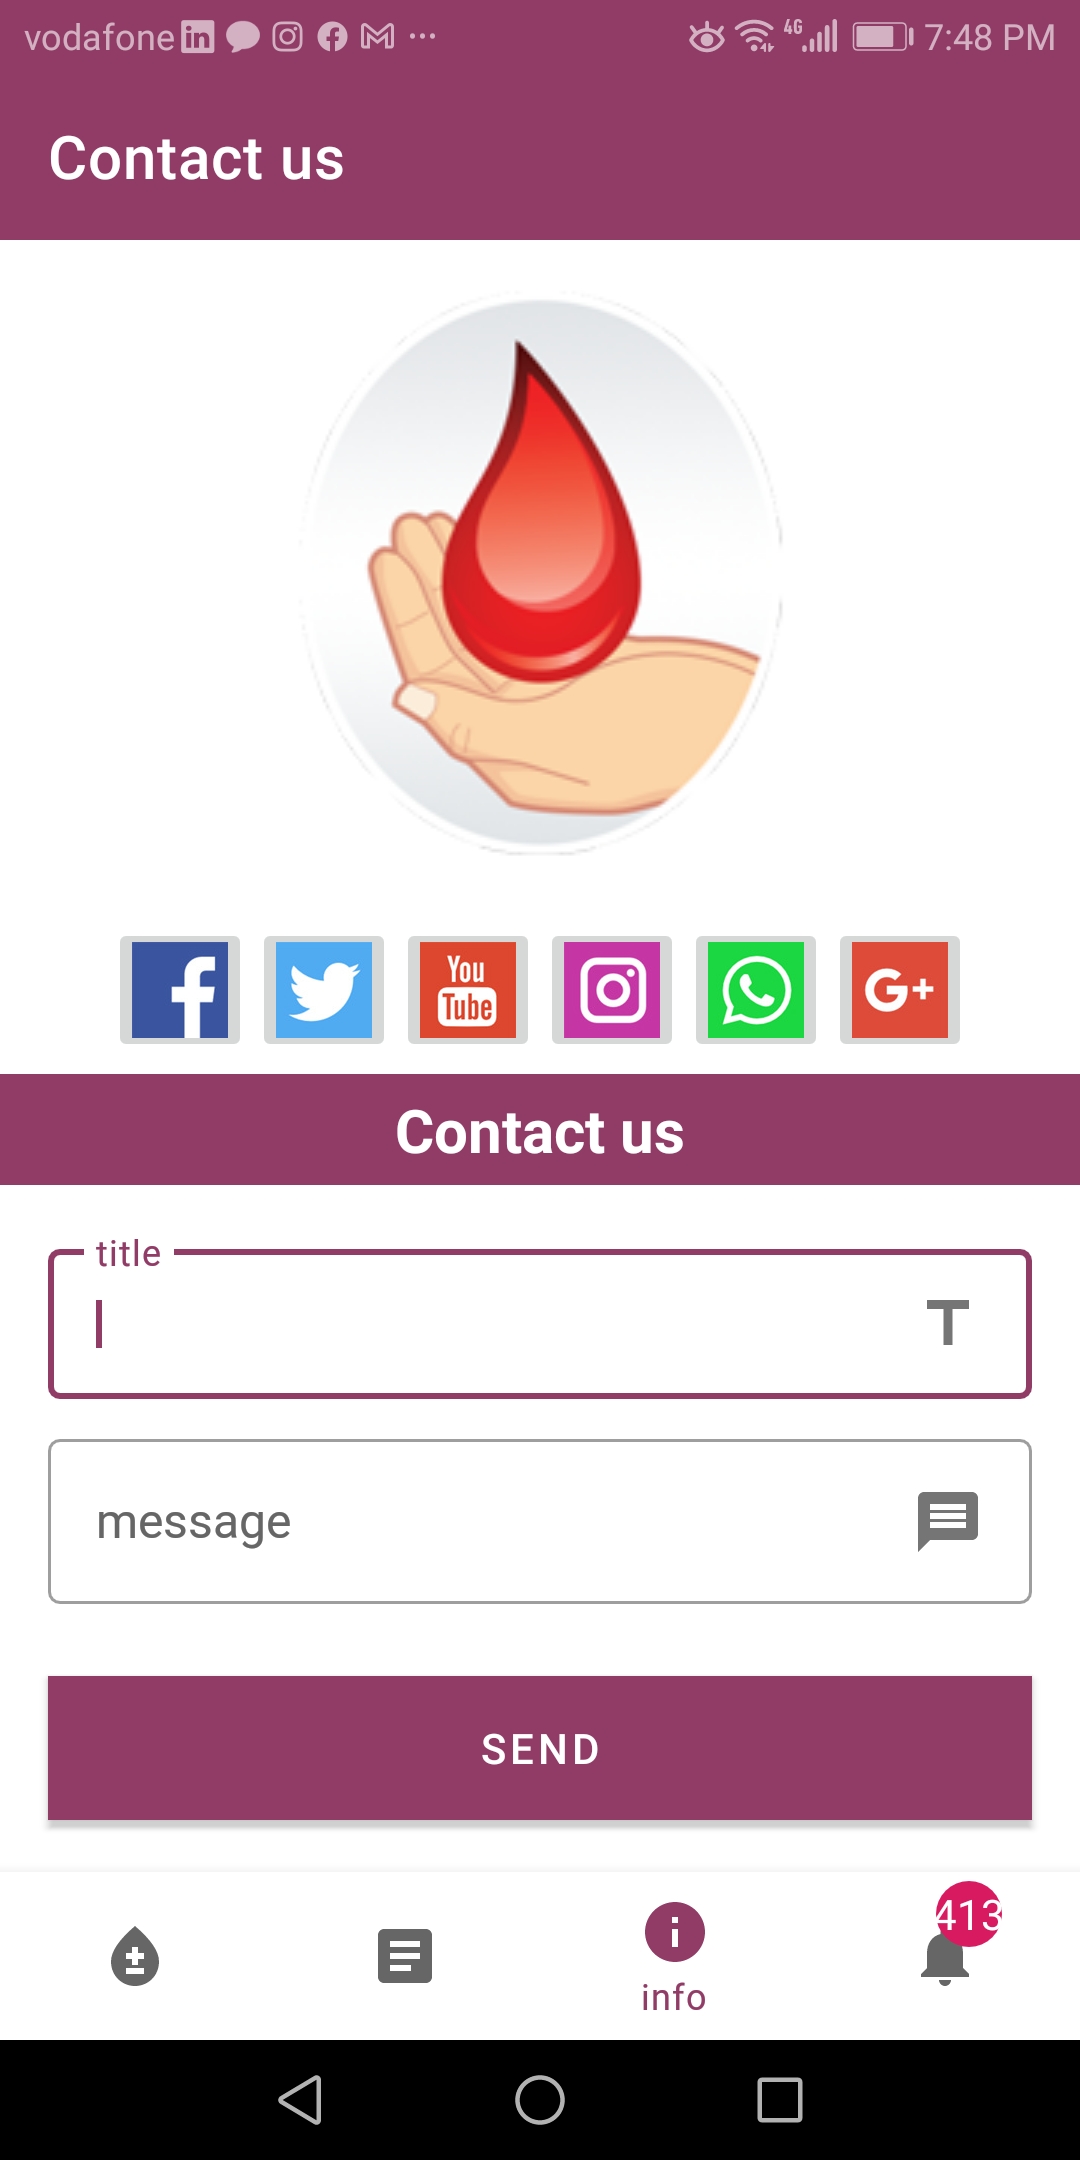 vodafone 4G 7:48 PM
Contact us
You
Tube
G+
Contact us
title
message
SEND
413
info